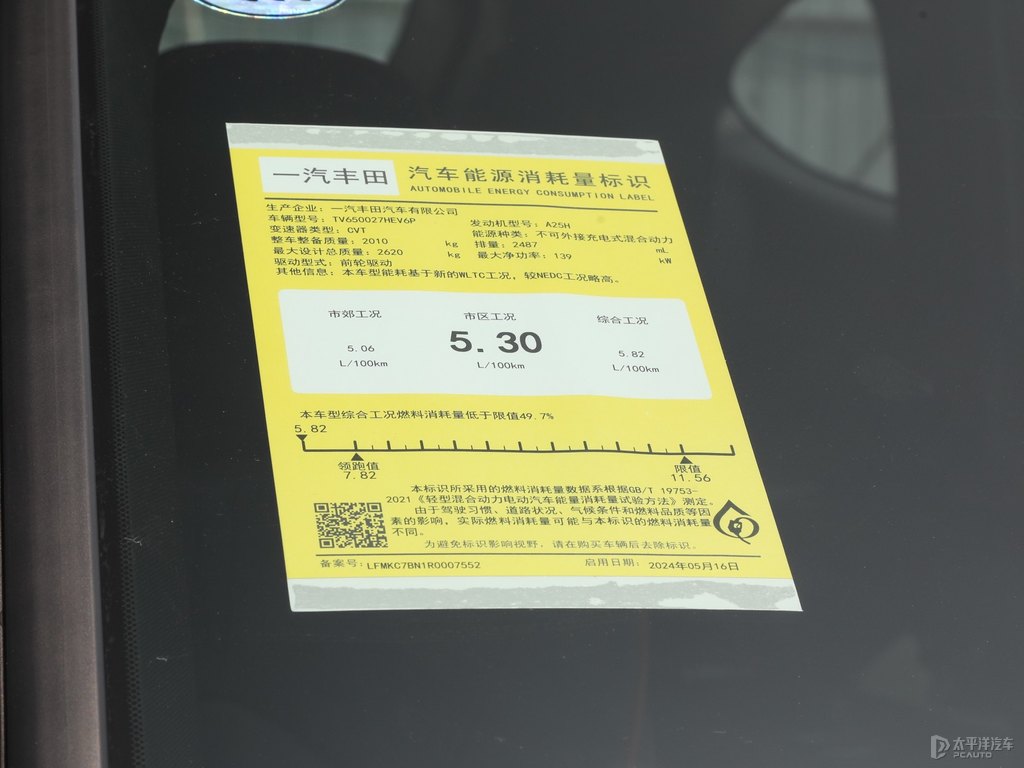 一汽丰田
汽车能源消耗量标识
AUTOMOBILE ENERGY CONSUMPTION LABEL
生产企业：一汽丰田汽车有限公司
车辆型号：TV650027HEV6P 发动机型号：A25H
变速器类型：CVT 能源种类：不可外接充电式混合动力
整车整备质量：2010 kg 排量：2487 mL
最大设计总质量：2620 kg 最大净功率：139 kW
驱动型式：前轮驱动
其他信息：本车型能耗基于新的WLTC工况，较NEDC工况略高。
市郊工况 市区工况 综合工况
5.06 5.30 5.82
L/100km L/100km L/100km
本车型综合工况燃料消耗量低于限值49.7%
5.82
领跑值 限值
7.82 11.56
本标识所采用的燃料消耗量数据系根据GB/T 19753-
2021《轻型混合动力电动汽车能量消耗量试验方法》测定。
由于驾驶习惯、道路状况、气候条件和燃料品质等因
素的影响，实际燃料消耗量可能与本标识的燃料消耗量
不同。
为避免标识影响视野，请在购买车辆后去除标识。
备案号：LFMKC7BN1R0007552 启用日期：2024年05月16日
太平洋汽车
PCAUTO